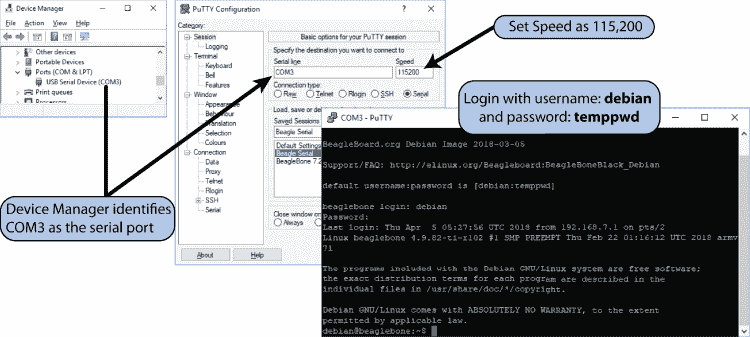 Device Manager
File Action View Help
Other devices
Portable Devices
Ports (COM & LPT)
USB Serial Device (COM3)
Print queues
Processors
Device Manager identifies
COM3 as the serial port
PuTTY Configuration
Category:
Session
Logging
Terminal
Keyboard
Bell
Features
Window
Appearance
Behaviour
Translation
Selection
Colours
Connection
Data
Proxy
Telnet
Rlogin
SSH
Serial
About Help
Basic options for your PuTTY session
Specify the destination you want to connect to
Serial line Speed
COM3 115200
Connection type:
Raw Telnet Rlogin SSH Serial
Load, save or de
Saved Sessions
Beagle Serial
Default Settings
Beagle Serial
BeagleBone 7.2
Close window on
Always
Set Speed as 115,200
Login with username: debian
and password: temppwd
COM3 - PuTTY
BeagleBoard.org Debian Image 2018-03-05
Support/FAQ: http://elinux.org/Beagleboard:BeagleBoneBlack_Debian
default username:password is [debian:temppwd]
beaglebone login: debian
Password:
Last login: Thu Apr 5 05:27:56 UTC 2018 from 192.168.7.1 on pts/2
Linux beaglebone 4.9.82-ti-r102 #1 SMP PREEMPT Thu Feb 22 01:16:12 UTC 2018 armv
7l
The programs included with the Debian GNU/Linux system are free software;
the exact distribution terms for each program are described in the
individual files in /usr/share/doc/*/copyright.
Debian GNU/Linux comes with ABSOLUTELY NO WARRANTY, to the extent
permitted by applicable law.
debian@beaglebone:~$